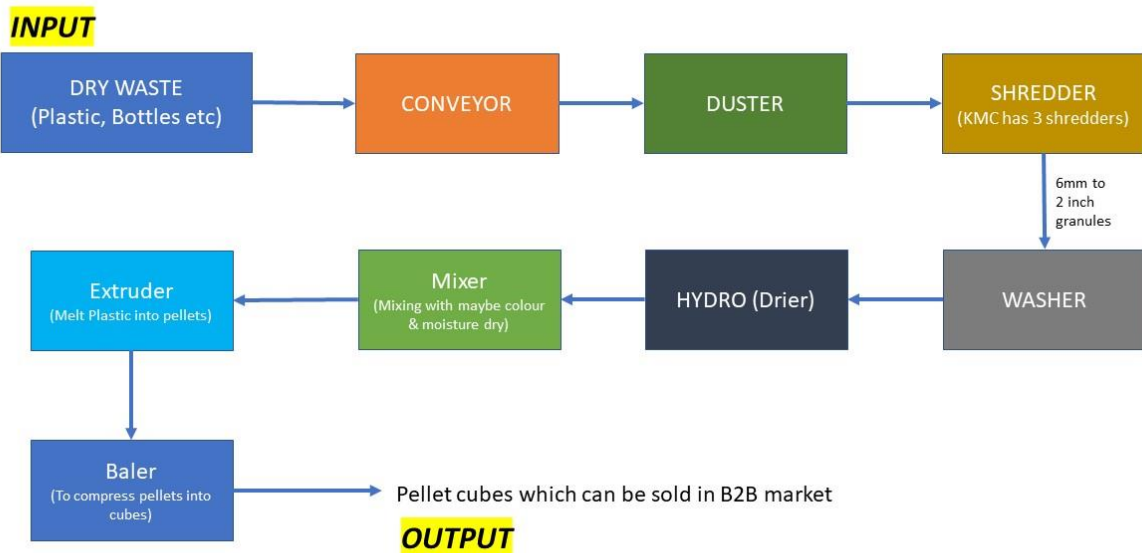 INPUT
DRY WASTE
(Plastic, Bottles etc)
CONVEYOR
DUSTER
SHREDDER
(KMC has 3 shredders)
6mm to
2 inch
granules
WASHER
HYDRO (Drier)
Mixer
(Mixing with maybe colour
& moisture dry)
Extruder
(Melt Plastic into pellets)
Baler
(To compress pellets into
cubes)
Pellet cubes which can be sold in B2B market
OUTPUT